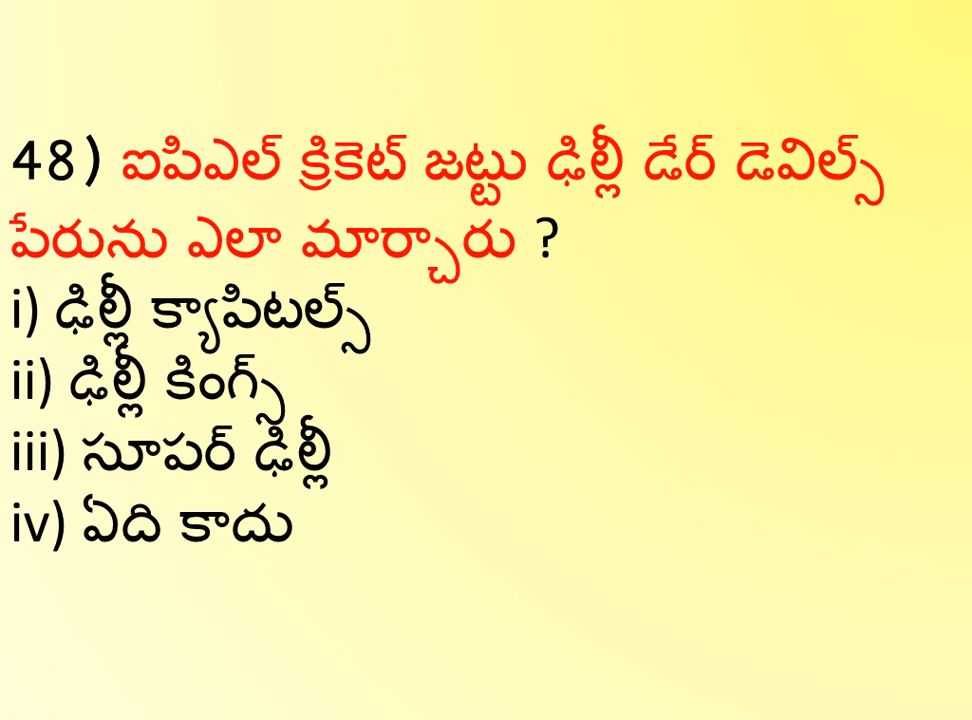 48) ఐపిఎల్ క్రికెట్ జట్టు ఢిల్లీ డేర్ డెవిల్స్
పేరును ఎలా మార్చారు ?
i) ఢిల్లీ క్యాపిటల్స్
ii) ఢిల్లీ కింగ్స్
iii) సూపర్ ఢిల్లీ
iv) ఏది కాదు